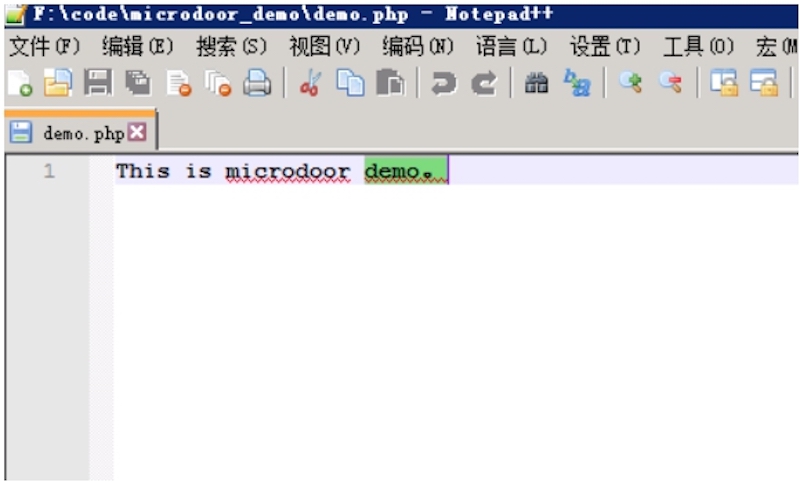 F:\code\microdoor_demo\demo.php - Notepad++
文件(F) 编辑(E) 搜索(S) 视图(V) 编码(N) 语言(L) 设置(T) 工具(O) 宏(M
demo.php
1 This is microdoor demo。